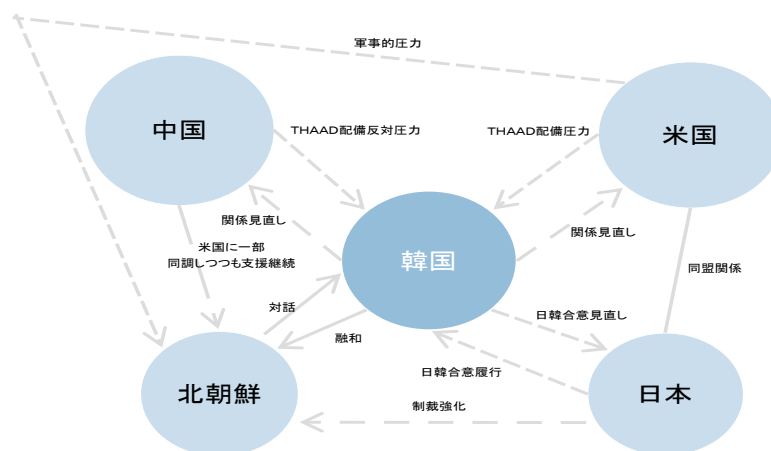 軍事的圧力
中国
米国
THAAD配備反対圧力
THAAD配備圧力
関係見直し
関係見直し
米国に一部
同調しつつも支援継続
韓国
同盟関係
対話
日韓合意見直し
融和
日韓合意履行
北朝鮮
日本
制裁強化